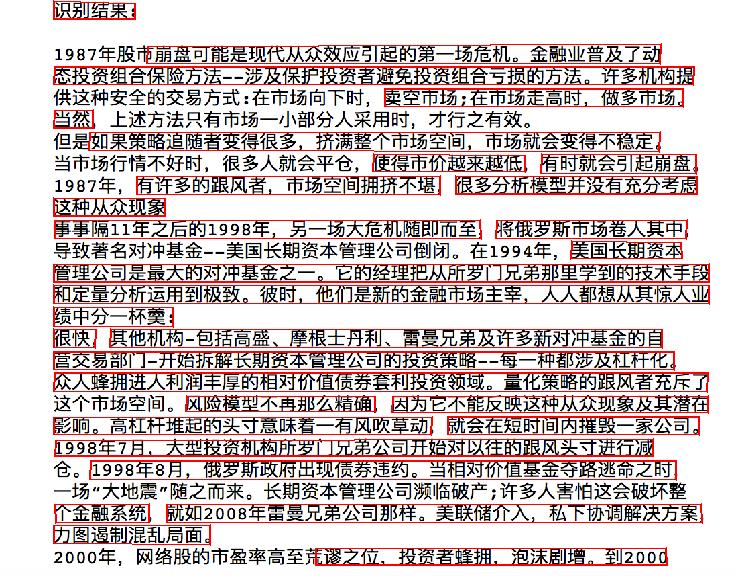 识别结果:
1987年股市崩盘可能是现代从众效应引起的第一场危机。金融业普及了动
态投资组合保险方法--涉及保护投资者避免投资组合亏损的方法。许多机构提
供这种安全的交易方式:在市场向下时，卖空市场;在市场走高时，做多市场。
当然，上述方法只有市场一小部分人采用时，才行之有效。
但是如果策略追随者变得很多，挤满整个市场空间，市场就会变得不稳定。
当市场行情不好时，很多人就会平仓，使得市价越来越低，有时就会引起崩盘。
1987年，有许多的跟风者，市场空间拥挤不堪，很多分析模型并没有充分考虑
这种从众现象
事事隔11年之后的1998年，另一场大危机随即而至，将俄罗斯市场卷人其中，
导致著名对冲基金--美国长期资本管理公司倒闭。在1994年，美国长期资本
管理公司是最大的对冲基金之一。它的经理把从所罗门兄弟那里学到的技术手段
和定量分析运用到极致。彼时，他们是新的金融市场主宰，人人都想从其惊人业
绩中分一杯羹:
很快，其他机构-包括高盛、摩根士丹利、雷曼兄弟及许多新对冲基金的自
营交易部门-开始拆解长期资本管理公司的投资策略--每一种都涉及杠杆化。
众人蜂拥进人利润丰厚的相对价值债券套利投资领域。量化策略的跟风者充斥了
这个市场空间。风险模型不再那么精确，因为它不能反映这种从众现象及其潜在
影响。高杠杆堆起的头寸意味着一有风吹草动，就会在短时间内摧毁一家公司。
1998年7月，大型投资机构所罗门兄弟公司开始对以往的跟风头寸进行减
仓。1998年8月，俄罗斯政府出现债券违约。当相对价值基金夺路逃命之时，
一场“大地震”随之而来。长期资本管理公司濒临破产;许多人害怕这会破坏整
个金融系统，就如2008年雷曼兄弟公司那样。美联储介入，私下协调解决方案，
力图遏制混乱局面。
2000年，网络股的市盈率高至荒谬之位，投资者蜂拥，泡沫剧增。到2000